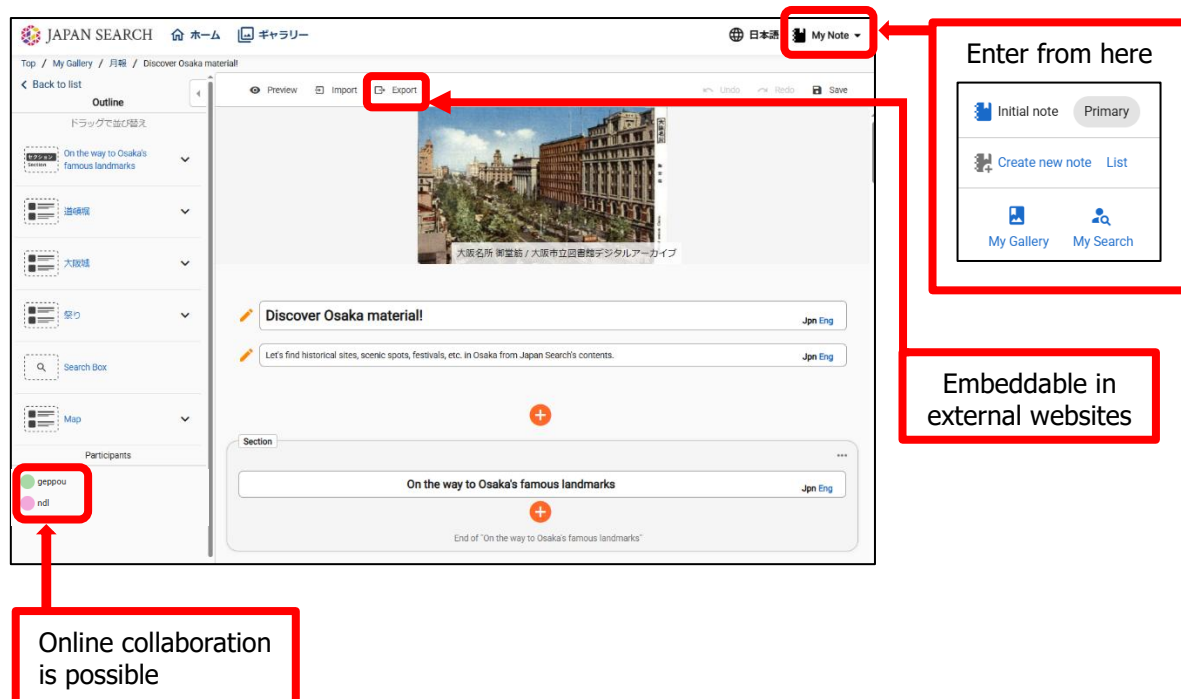 JAPAN SEARCH ホーム ギャラリー 日本語 My Note
Top / My Gallery / 月報 / Discover Osaka material!
Back to list
Outline
ドラッグで並び替え
セクション
Section
On the way to Osaka's
famous landmarks
道頓堀
大阪城
祭り
Search Box
Map
Participants
geppou
ndl
Preview Import Export Undo Redo Save
大阪名所 御堂筋 / 大阪市立図書館デジタルアーカイブ
Discover Osaka material!
Jpn Eng
Let's find historical sites, scenic spots, festivals, etc. in Osaka from Japan Search's contents.
Jpn Eng
Section
On the way to Osaka's famous landmarks
Jpn Eng
End of "On the way to Osaka's famous landmarks"
Enter from here
Initial note Primary
Create new note List
My Gallery My Search
Embeddable in
external websites
Online collaboration
is possible